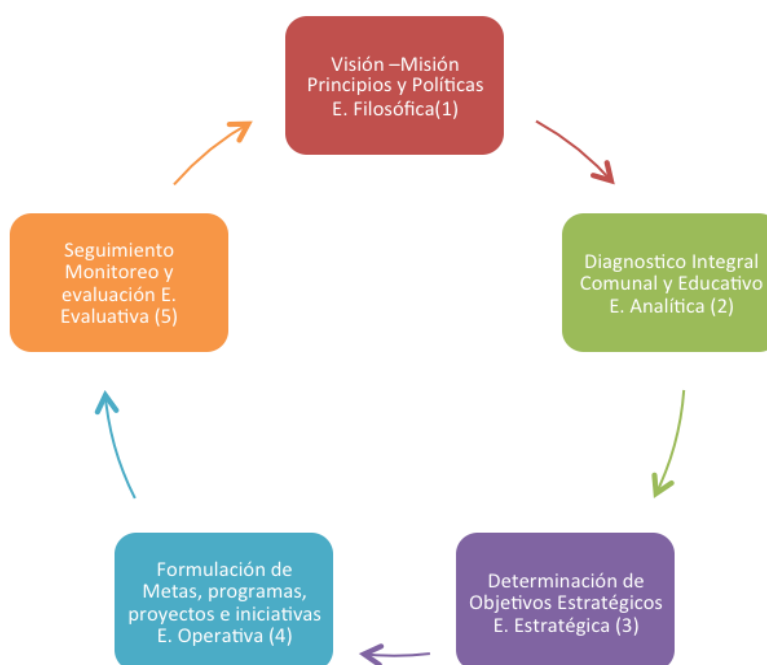 Visión –Misión
Principios y Políticas
E. Filosófica(1)
Diagnostico Integral
Comunal y Educativo
E. Analítica (2)
Determinación de
Objetivos Estratégicos
E. Estratégica (3)
Formulación de
Metas, programas,
proyectos e iniciativas
E. Operativa (4)
Seguimiento
Monitoreo y
evaluación E.
Evaluativa (5)